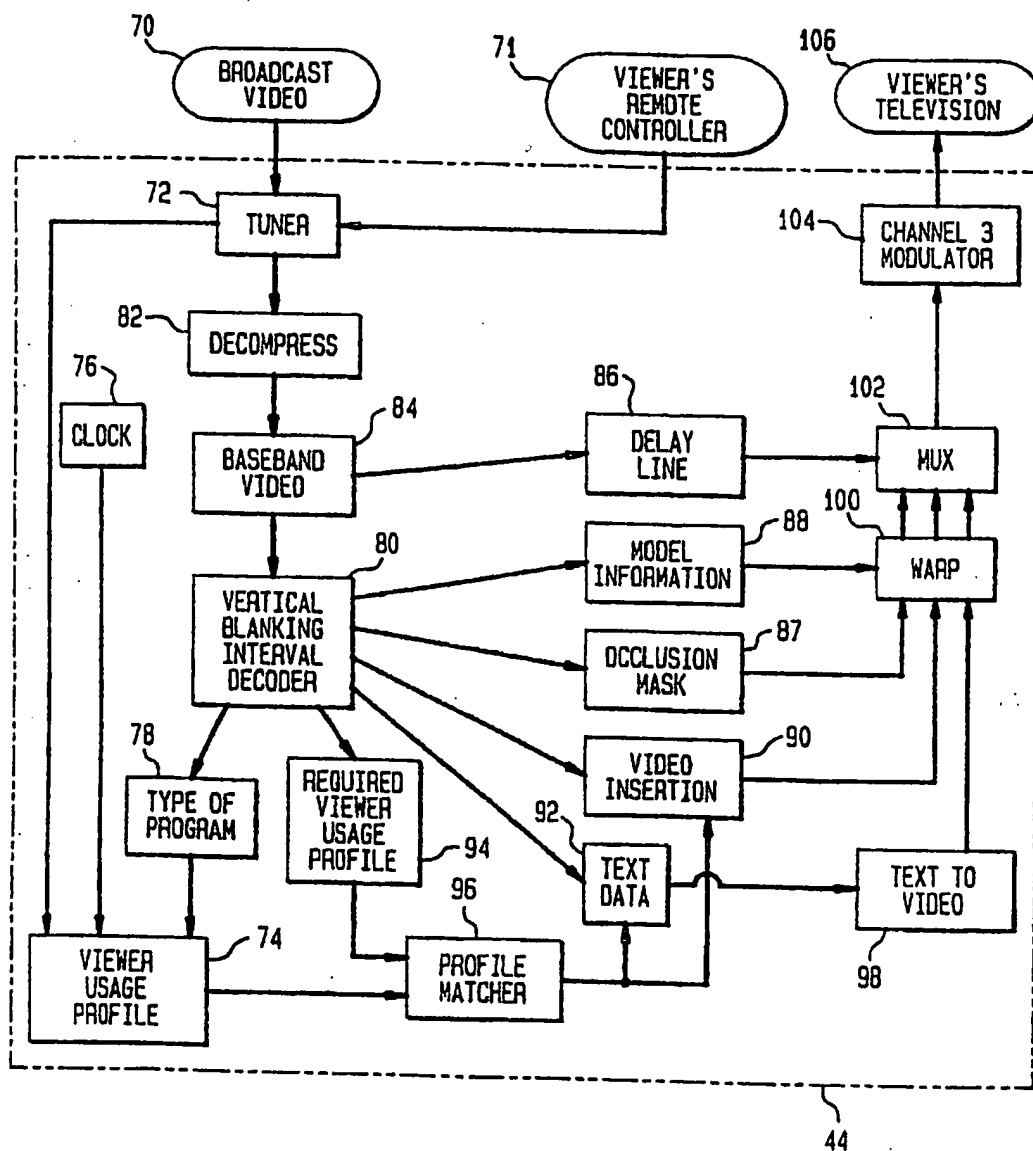 70
BROADCAST
VIDEO
71
VIEWER'S
REMOTE
CONTROLLER
106
VIEWER'S
TELEVISION
72
TUNER
104
CHANNEL 3
MODULATOR
82
DECOMPRESS
76
CLOCK
84
BASEBAND
VIDEO
86
DELAY
LINE
102
MUX
80
VERTICAL
BLANKING
INTERVAL
DECODER
88
MODEL
INFORMATION
100
WARP
87
OCCLUSION
MASK
78
TYPE OF
PROGRAM
REQUIRED
VIEWER
USAGE
PROFILE
94
90
VIDEO
INSERTION
92
TEXT
DATA
TEXT TO
VIDEO
98
74
VIEWER
USAGE
PROFILE
96
PROFILE
MATCHER
44